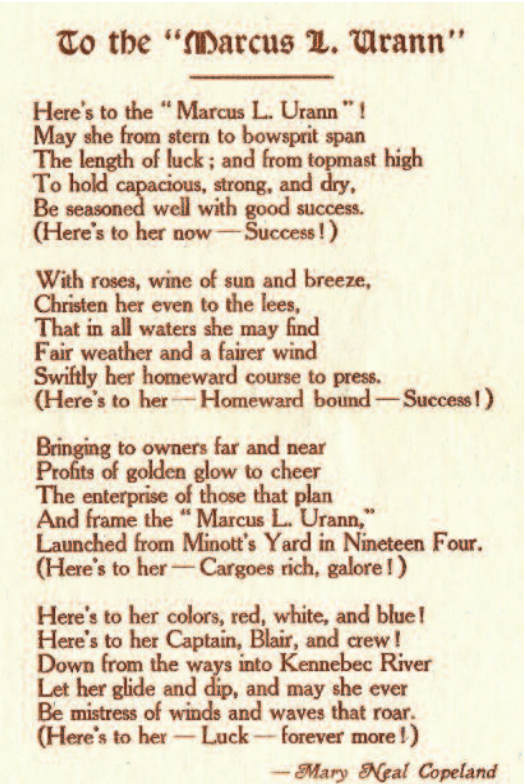 To the "Marcus L. Urann"
Here's to the "Marcus L. Urann"!
May she from stern to bowsprit span
The length of luck; and from topmast high
To hold capacious, strong, and dry,
Be seasoned well with good success.
(Here's to her now — Success!)
With roses, wine of sun and breeze,
Christen her even to the lees,
That in all waters she may find
Fair weather and a fairer wind
Swiftly her homeward course to press.
(Here's to her — Homeward bound — Success!)
Bringing to owners far and near
Profits of golden glow to cheer
The enterprise of those that plan
And frame the "Marcus L. Urann,"
Launched from Minott's Yard in Nineteen Four.
(Here's to her — Cargoes rich, galore!)
Here's to her colors, red, white, and blue!
Here's to her Captain, Blair, and crew!
Down from the ways into Kennebec River
Let her glide and dip, and may she ever
Be mistress of winds and waves that roar.
(Here's to her — Luck — forever more!)
— Mary Neal Copeland